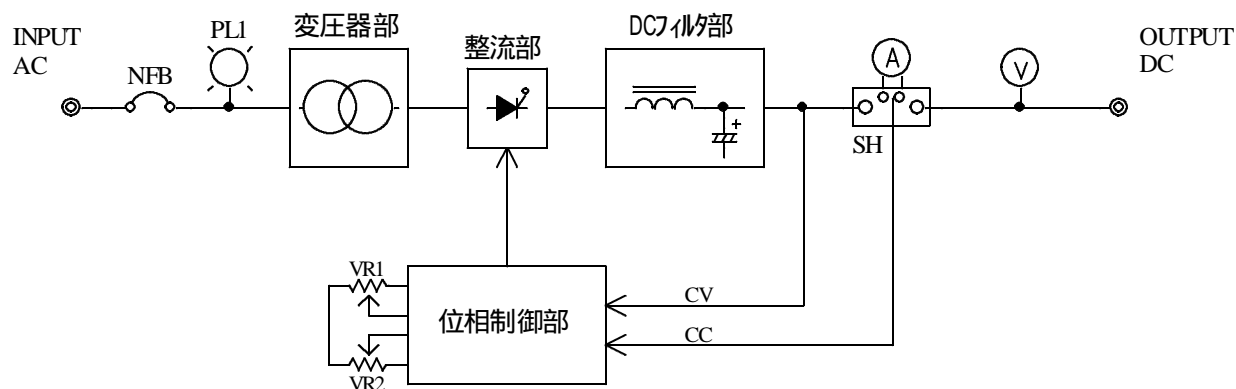 INPUT
AC
NFB
PL1
変圧器部
整流部
DCフィルタ部
A
V
OUTPUT
DC
SH
+
VR1
位相制御部
VR2
CV
CC